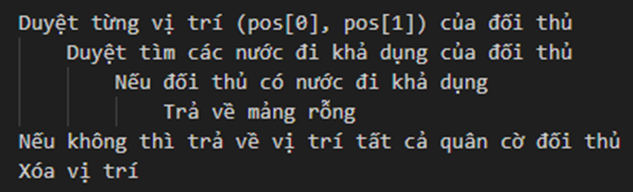 Duyệt từng vị trí (pos[0], pos[1]) của đối thủ
Duyệt tìm các nước đi khả dụng của đối thủ
Nếu đối thủ có nước đi khả dụng
Trả về mảng rỗng
Nếu không thì trả về vị trí tất cả quân cờ đối thủ
Xóa vị trí